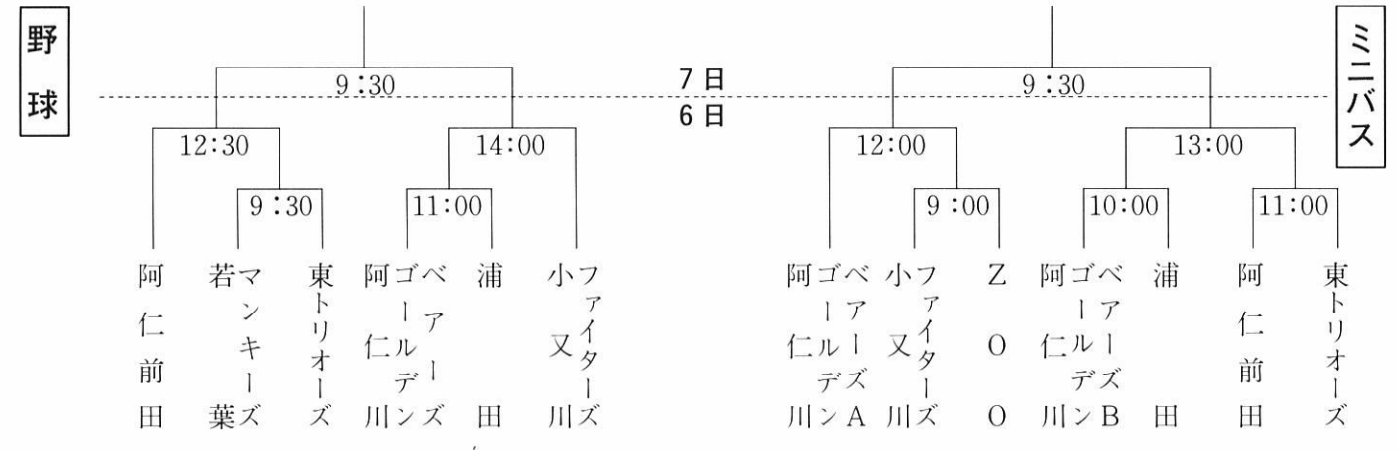 野球
9:30
12:30
14:00
9:30
11:00
阿仁前田
若葉
マンキーズ
東トリオーズ
阿仁川
ゴールデン
ベアーズ
浦田
小又川
ファイターズ
7日
6日
ミニバス
9:30
12:00
13:00
9:00
10:00
11:00
阿仁川
ゴールデン
ベアーズA
小又川
ファイターズ
ZOO
阿仁川
ゴールデン
ベアーズB
浦田
阿仁前田
東トリオーズ